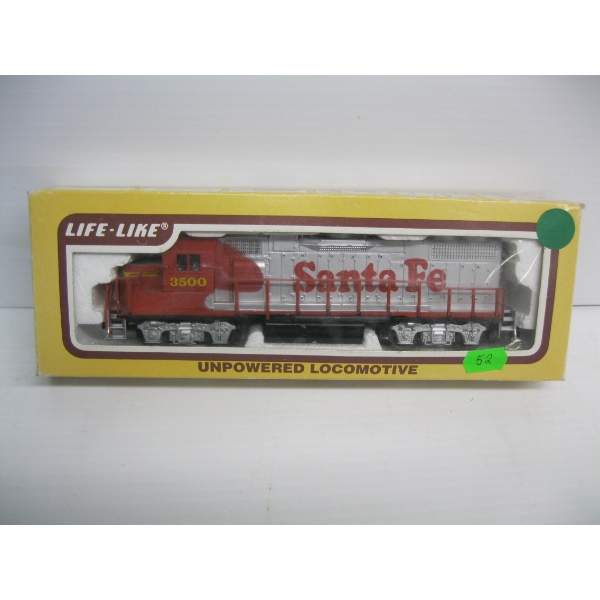 LIFE-LIKE®
3500
Santa Fe
52
UNPOWERED LOCOMOTIVE